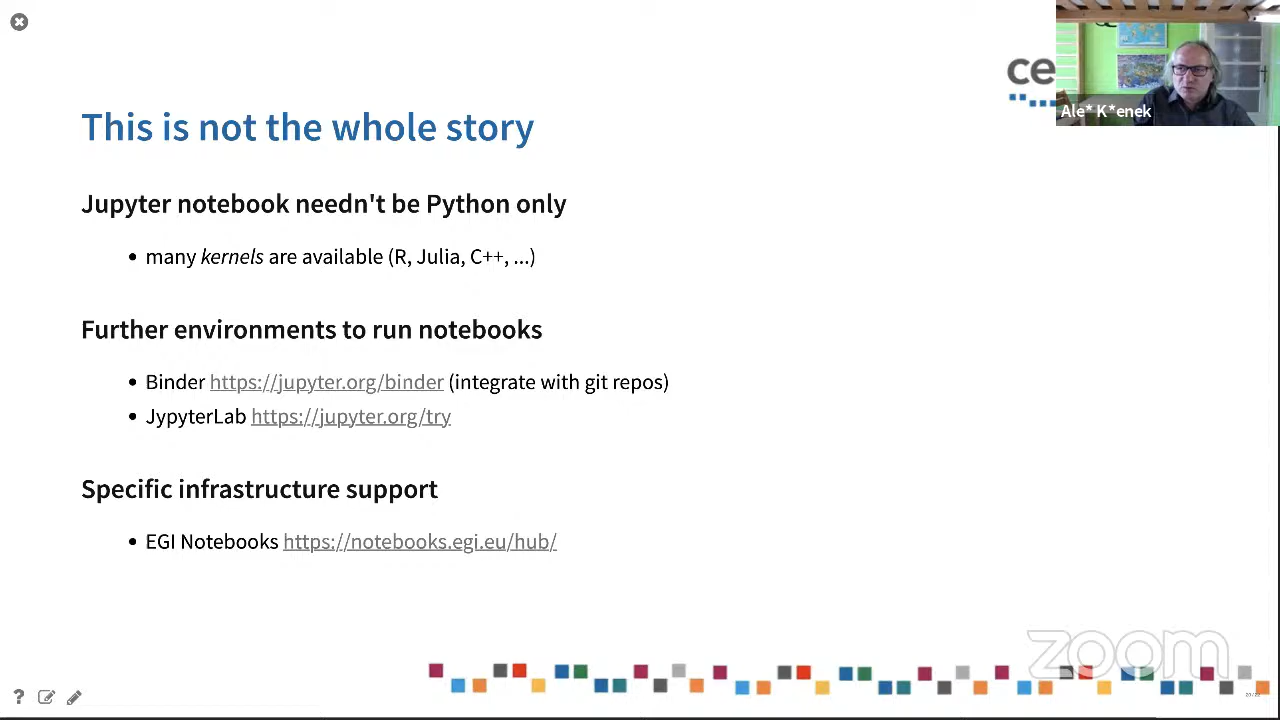 ce
Ale* K*enek
This is not the whole story
Jupyter notebook needn't be Python only
• many kernels are available (R, Julia, C++, ...)
Further environments to run notebooks
• Binder https://jupyter.org/binder (integrate with git repos)
• JypyterLab https://jupyter.org/try
Specific infrastructure support
• EGI Notebooks https://notebooks.egi.eu/hub/
zoom
?